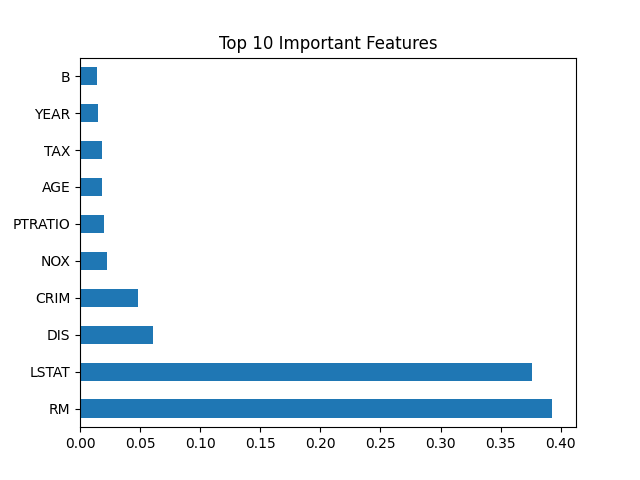 Top 10 Important Features
B
YEAR
TAX
AGE
PTRATIO
NOX
CRIM
DIS
LSTAT
RM
0.00 0.05 0.10 0.15 0.20 0.25 0.30 0.35 0.40